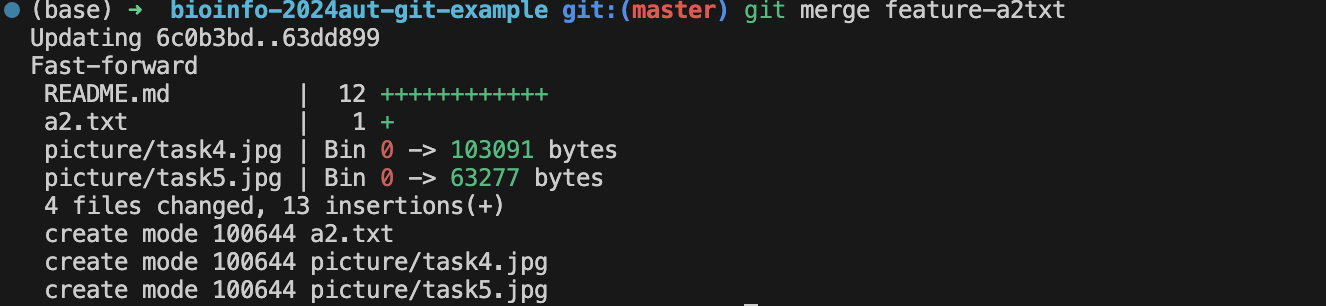 (base) ➜  bioinfo-2024aut-git-example git:(master) git merge feature-a2txt
Updating 6c0b3bd..63dd899
Fast-forward
 README.md         |  12 ++++++++++++
 a2.txt            |   1 +
 picture/task4.jpg | Bin 0 -> 103091 bytes
 picture/task5.jpg | Bin 0 -> 63277 bytes
 4 files changed, 13 insertions(+)
 create mode 100644 a2.txt
 create mode 100644 picture/task4.jpg
 create mode 100644 picture/task5.jpg